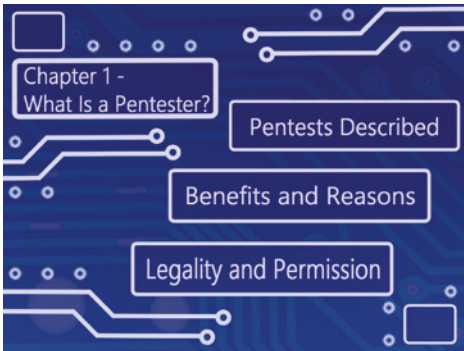 Chapter 1 -
What Is a Pentester?
Pentests Described
Benefits and Reasons
Legality and Permission